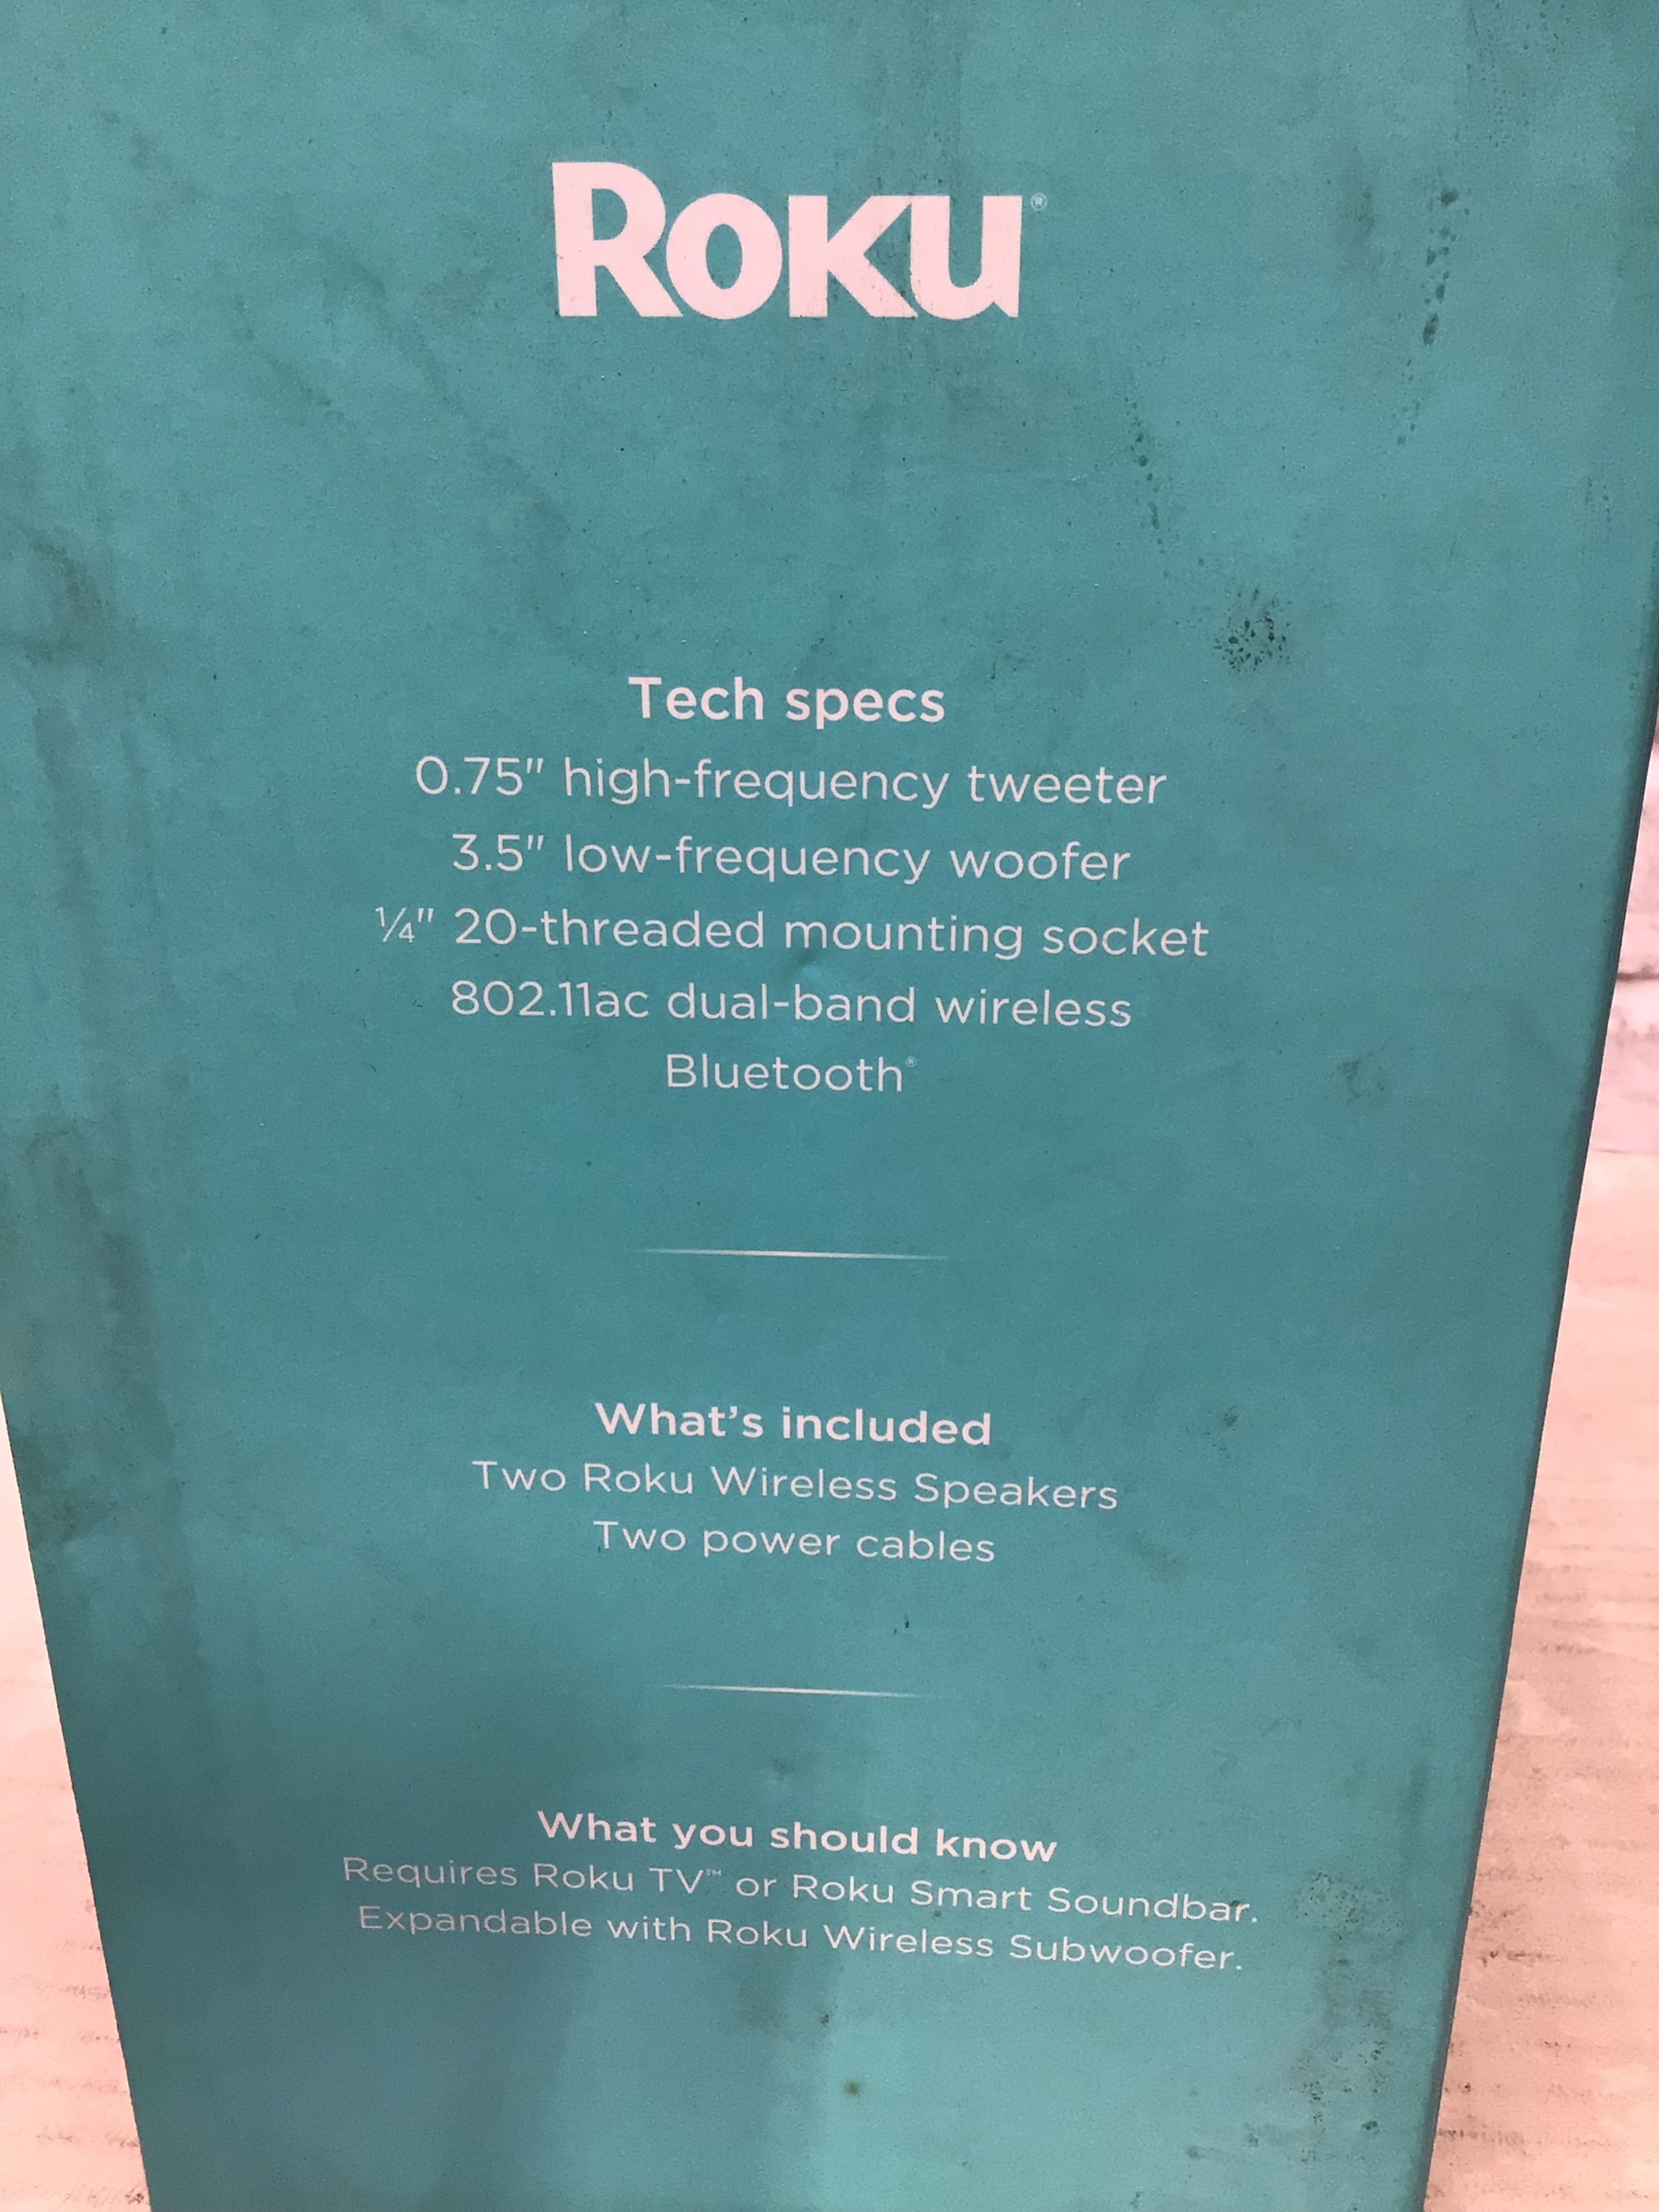 Roku®
Tech specs
0.75" high-frequency tweeter
3.5" low-frequency woofer
¼" 20-threaded mounting socket
802.11ac dual-band wireless
Bluetooth®
What's included
Two Roku Wireless Speakers
Two power cables
What you should know
Requires Roku TV™ or Roku Smart Soundbar.
Expandable with Roku Wireless Subwoofer.